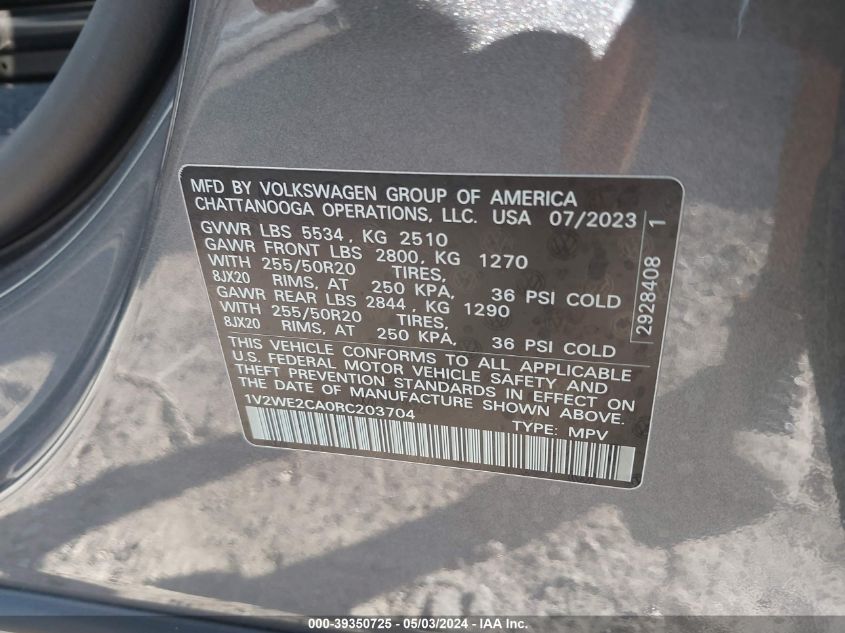 MFD BY VOLKSWAGEN GROUP OF AMERICA
CHATTANOOGA OPERATIONS, LLC. USA 07/2023
GVWR LBS 5534, KG 2510
GAWR FRONT LBS 2800, KG 1270
WITH 255/50R20 TIRES,
8JX20 RIMS, AT 250 KPA, 36 PSI COLD
GAWR REAR LBS 2844, KG 1290
WITH 255/50R20 TIRES,
8JX20 RIMS, AT 250 KPA, 36 PSI COLD
THIS VEHICLE CONFORMS TO ALL APPLICABLE
U.S. FEDERAL MOTOR VEHICLE SAFETY AND
THEFT PREVENTION STANDARDS IN EFFECT ON
THE DATE OF MANUFACTURE SHOWN ABOVE.
1V2WE2CA0RC203704 TYPE: MPV
2928408 1
000-39350725 - 05/03/2024 - IAA Inc.